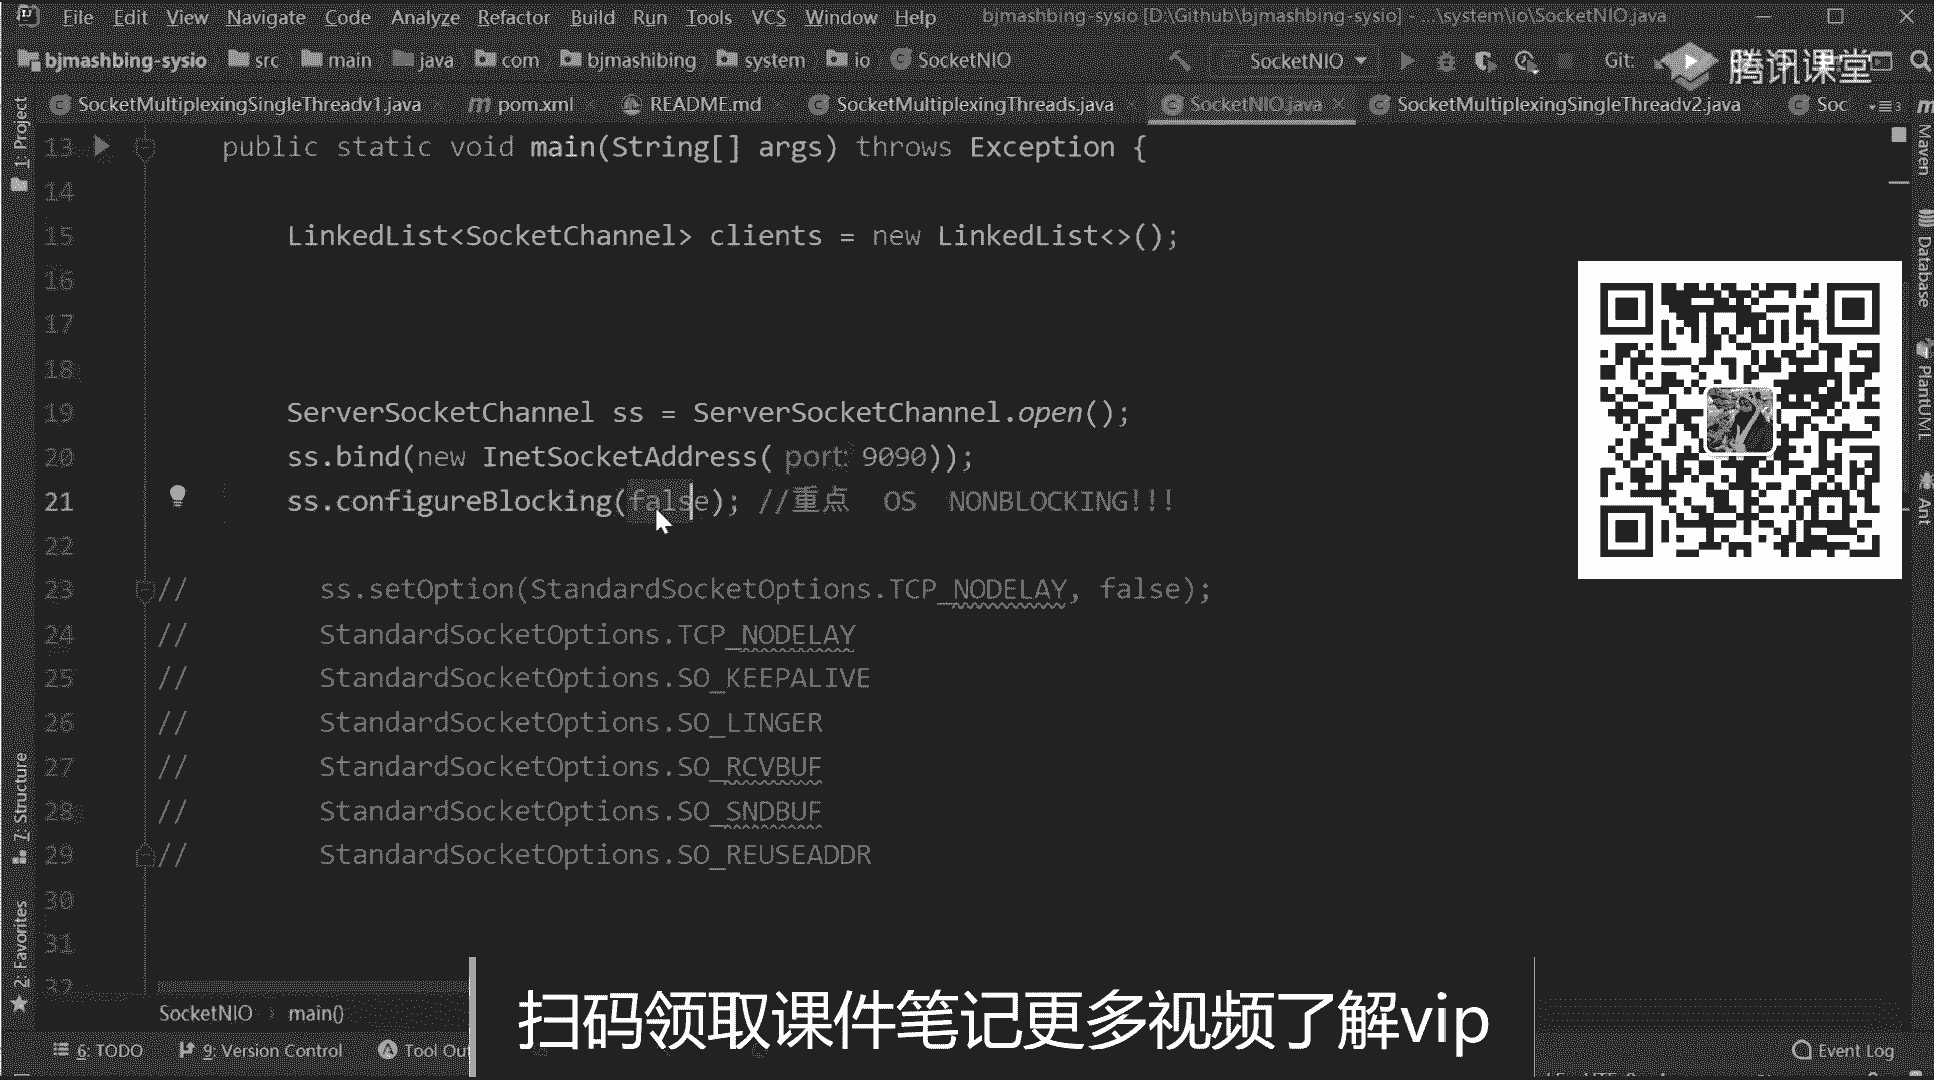 File Edit View Navigate Code Analyze Refactor Build Run Tools VCS Window Help bjmashbing-sysio [D:\Github\bjmashbing-sysio] - ...\system\io\SocketNIO.java
bjmashbing-sysio src main java com bjmashibing system io SocketNIO SocketNIO Git: 腾讯课堂
SocketMultiplexingSingleThreadv1.java pom.xml README.md SocketMultiplexingThreads.java SocketNIO.java SocketMultiplexingSingleThreadv2.java Soc
1: Project
Maven
Database
PlantUML
Ant
7: Structure
2: Favorites
13 public static void main(String[] args) throws Exception {
14
15 LinkedList<SocketChannel> clients = new LinkedList<>();
16
17
18
19 ServerSocketChannel ss = ServerSocketChannel.open();
20 ss.bind(new InetSocketAddress( port: 9090));
21 ss.configureBlocking(false); //重点 OS NONBLOCKING!!!
22
23 // ss.setOption(StandardSocketOptions.TCP_NODELAY, false);
24 // StandardSocketOptions.TCP_NODELAY
25 // StandardSocketOptions.SO_KEEPALIVE
26 // StandardSocketOptions.SO_LINGER
27 // StandardSocketOptions.SO_RCVBUF
28 // StandardSocketOptions.SO_SNDBUF
29 // StandardSocketOptions.SO_REUSEADDR
30
31
32
SocketNIO › main()
扫码领取课件笔记更多视频了解vip
6: TODO 9: Version Control Tool Out Event Log